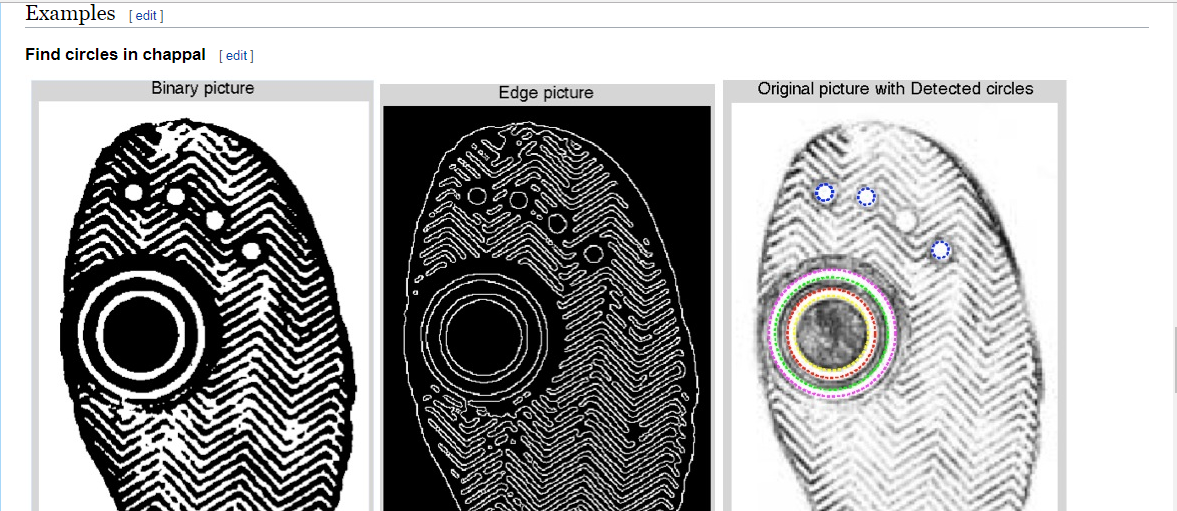 Examples [ edit ]
Find circles in chappal [ edit ]
Binary picture
Edge picture
Original picture with Detected circles